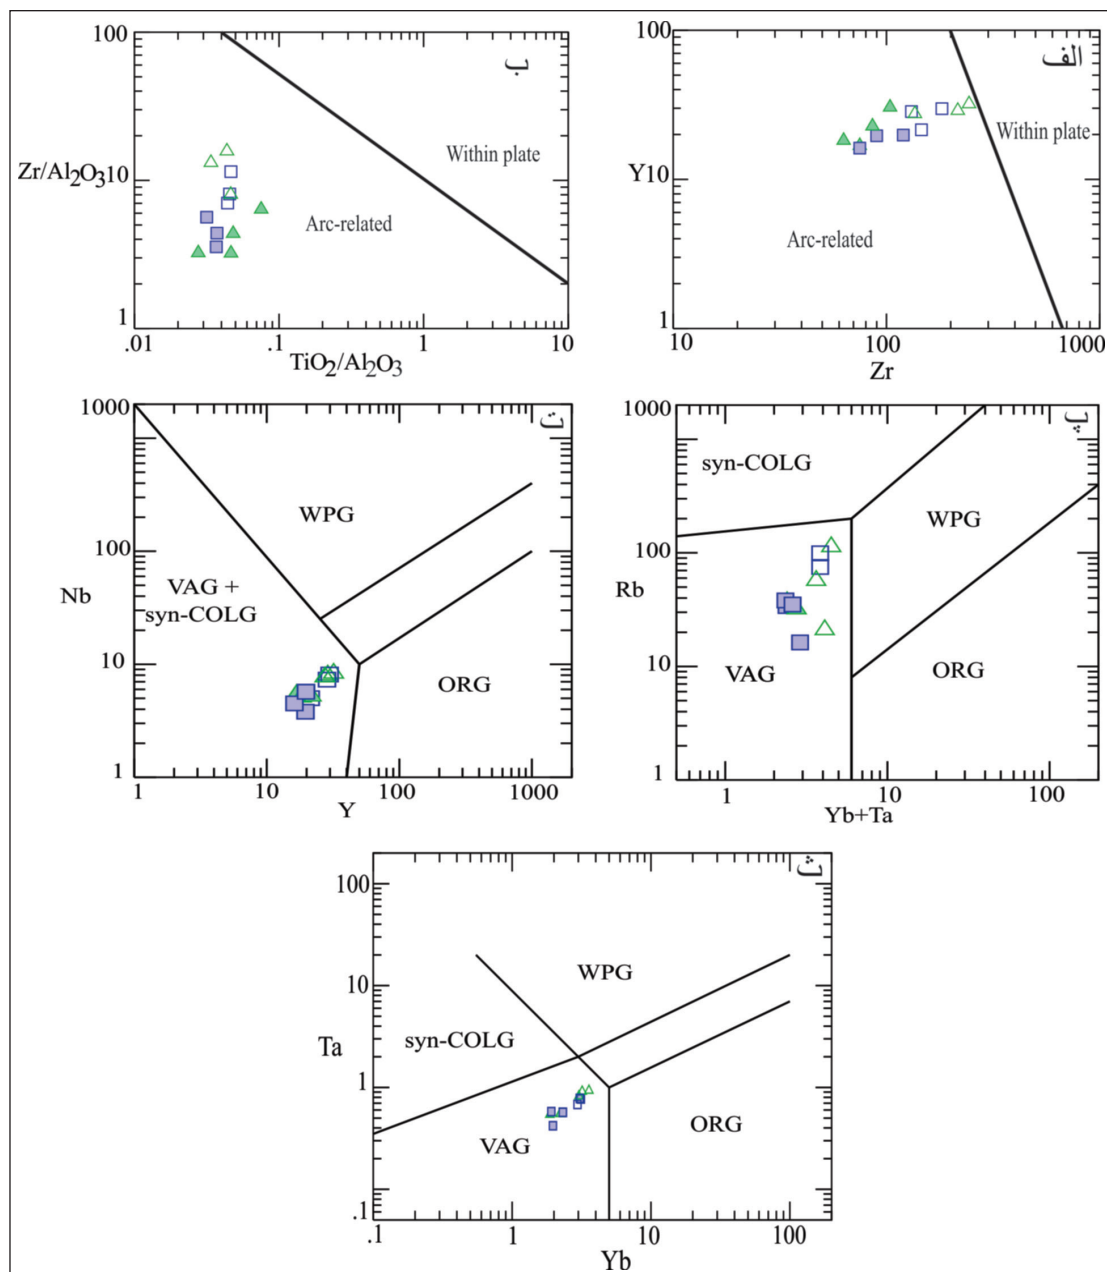 100
Zr/Al₂O₃
10
1
Within plate
Arc-related
.01
.1
1
10
TiO₂/Al₂O₃
الف
100
Y
10
1
Within plate
Arc-related
10
100
1000
Zr
1000
100
Nb
10
1
WPG
VAG +
syn-COLG
ORG
1
10
100
1000
Y
1000
100
Rb
10
1
syn-COLG
WPG
VAG
ORG
1
10
100
Yb+Ta
100
10
Ta
1
.1
WPG
syn-COLG
VAG
ORG
.1
1
10
100
Yb